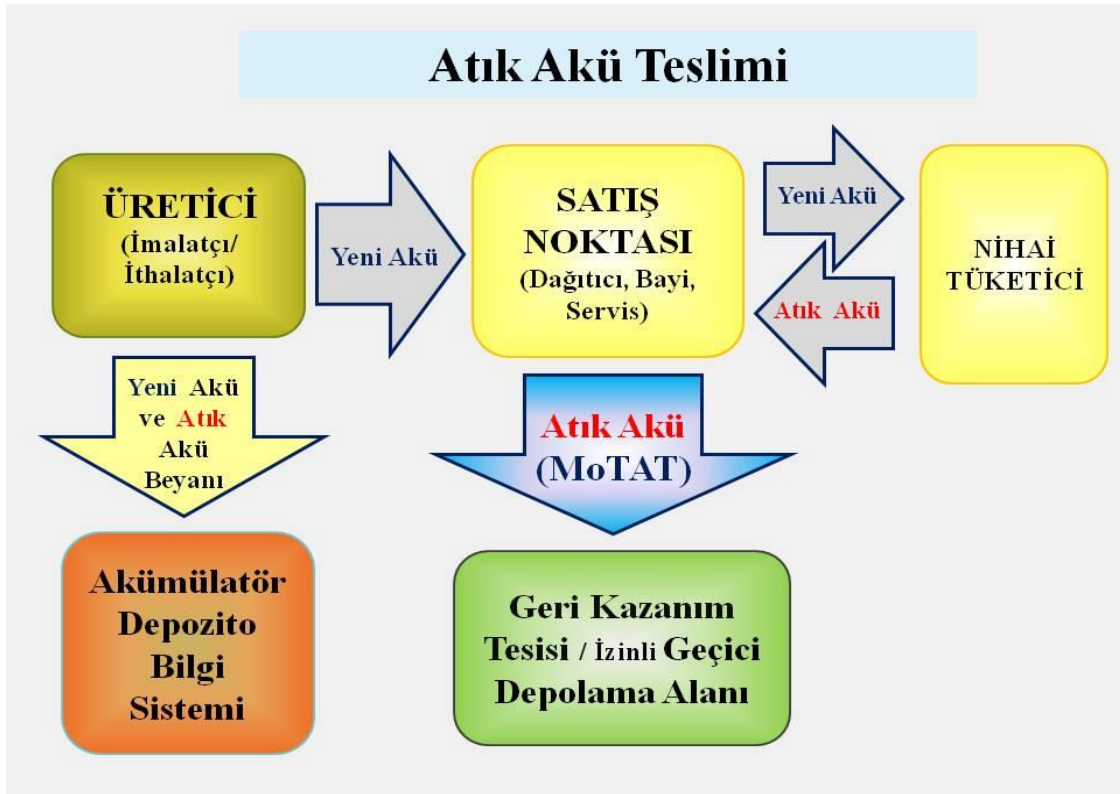 Atık Akü Teslimi
ÜRETİCİ
(İmalatçı/
İthalatçı)
Yeni Akü
SATIŞ
NOKTASI
(Dağıtıcı, Bayi,
Servis)
Yeni Akü
Atık Akü
NİHAİ
TÜKETİCİ
Yeni Akü
ve Atık
Akü
Beyanı
Atık Akü
(MoTAT)
Akümülatör
Depozito
Bilgi
Sistemi
Geri Kazanım
Tesisi / İzinli Geçici
Depolama Alanı